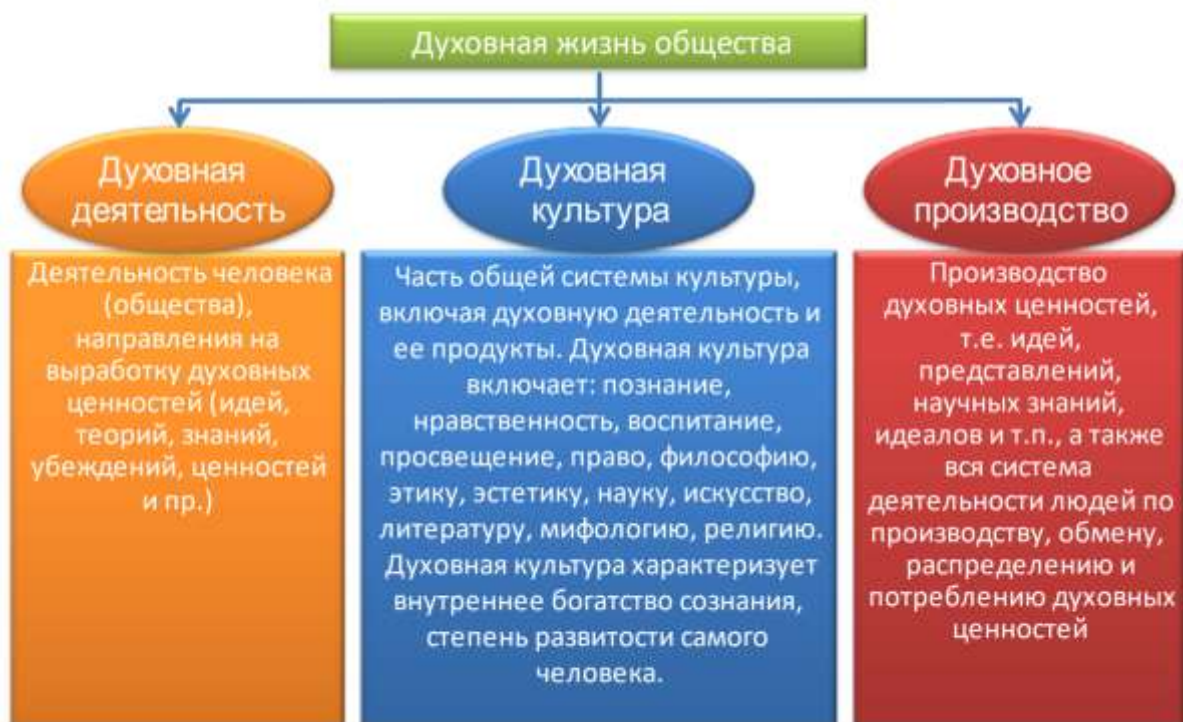 Духовная жизнь общества
Духовная
деятельность
Деятельность человека
(общества),
направления на
выработку духовных
ценностей (идей,
теорий, знаний,
убеждений, ценностей
и пр.)
Духовная
культура
Часть общей системы культуры,
включая духовную деятельность и
ее продукты. Духовная культура
включает: познание,
нравственность, воспитание,
просвещение, право, философию,
этику, эстетику, науку, искусство,
литературу, мифологию, религию.
Духовная культура характеризует
внутреннее богатство сознания,
степень развитости самого
человека.
Духовное
производство
Производство
духовных ценностей,
т.е. идей,
представлений,
научных знаний,
идеалов и т.п., а также
вся система
деятельности людей по
производству, обмену,
распределению и
потреблению духовных
ценностей